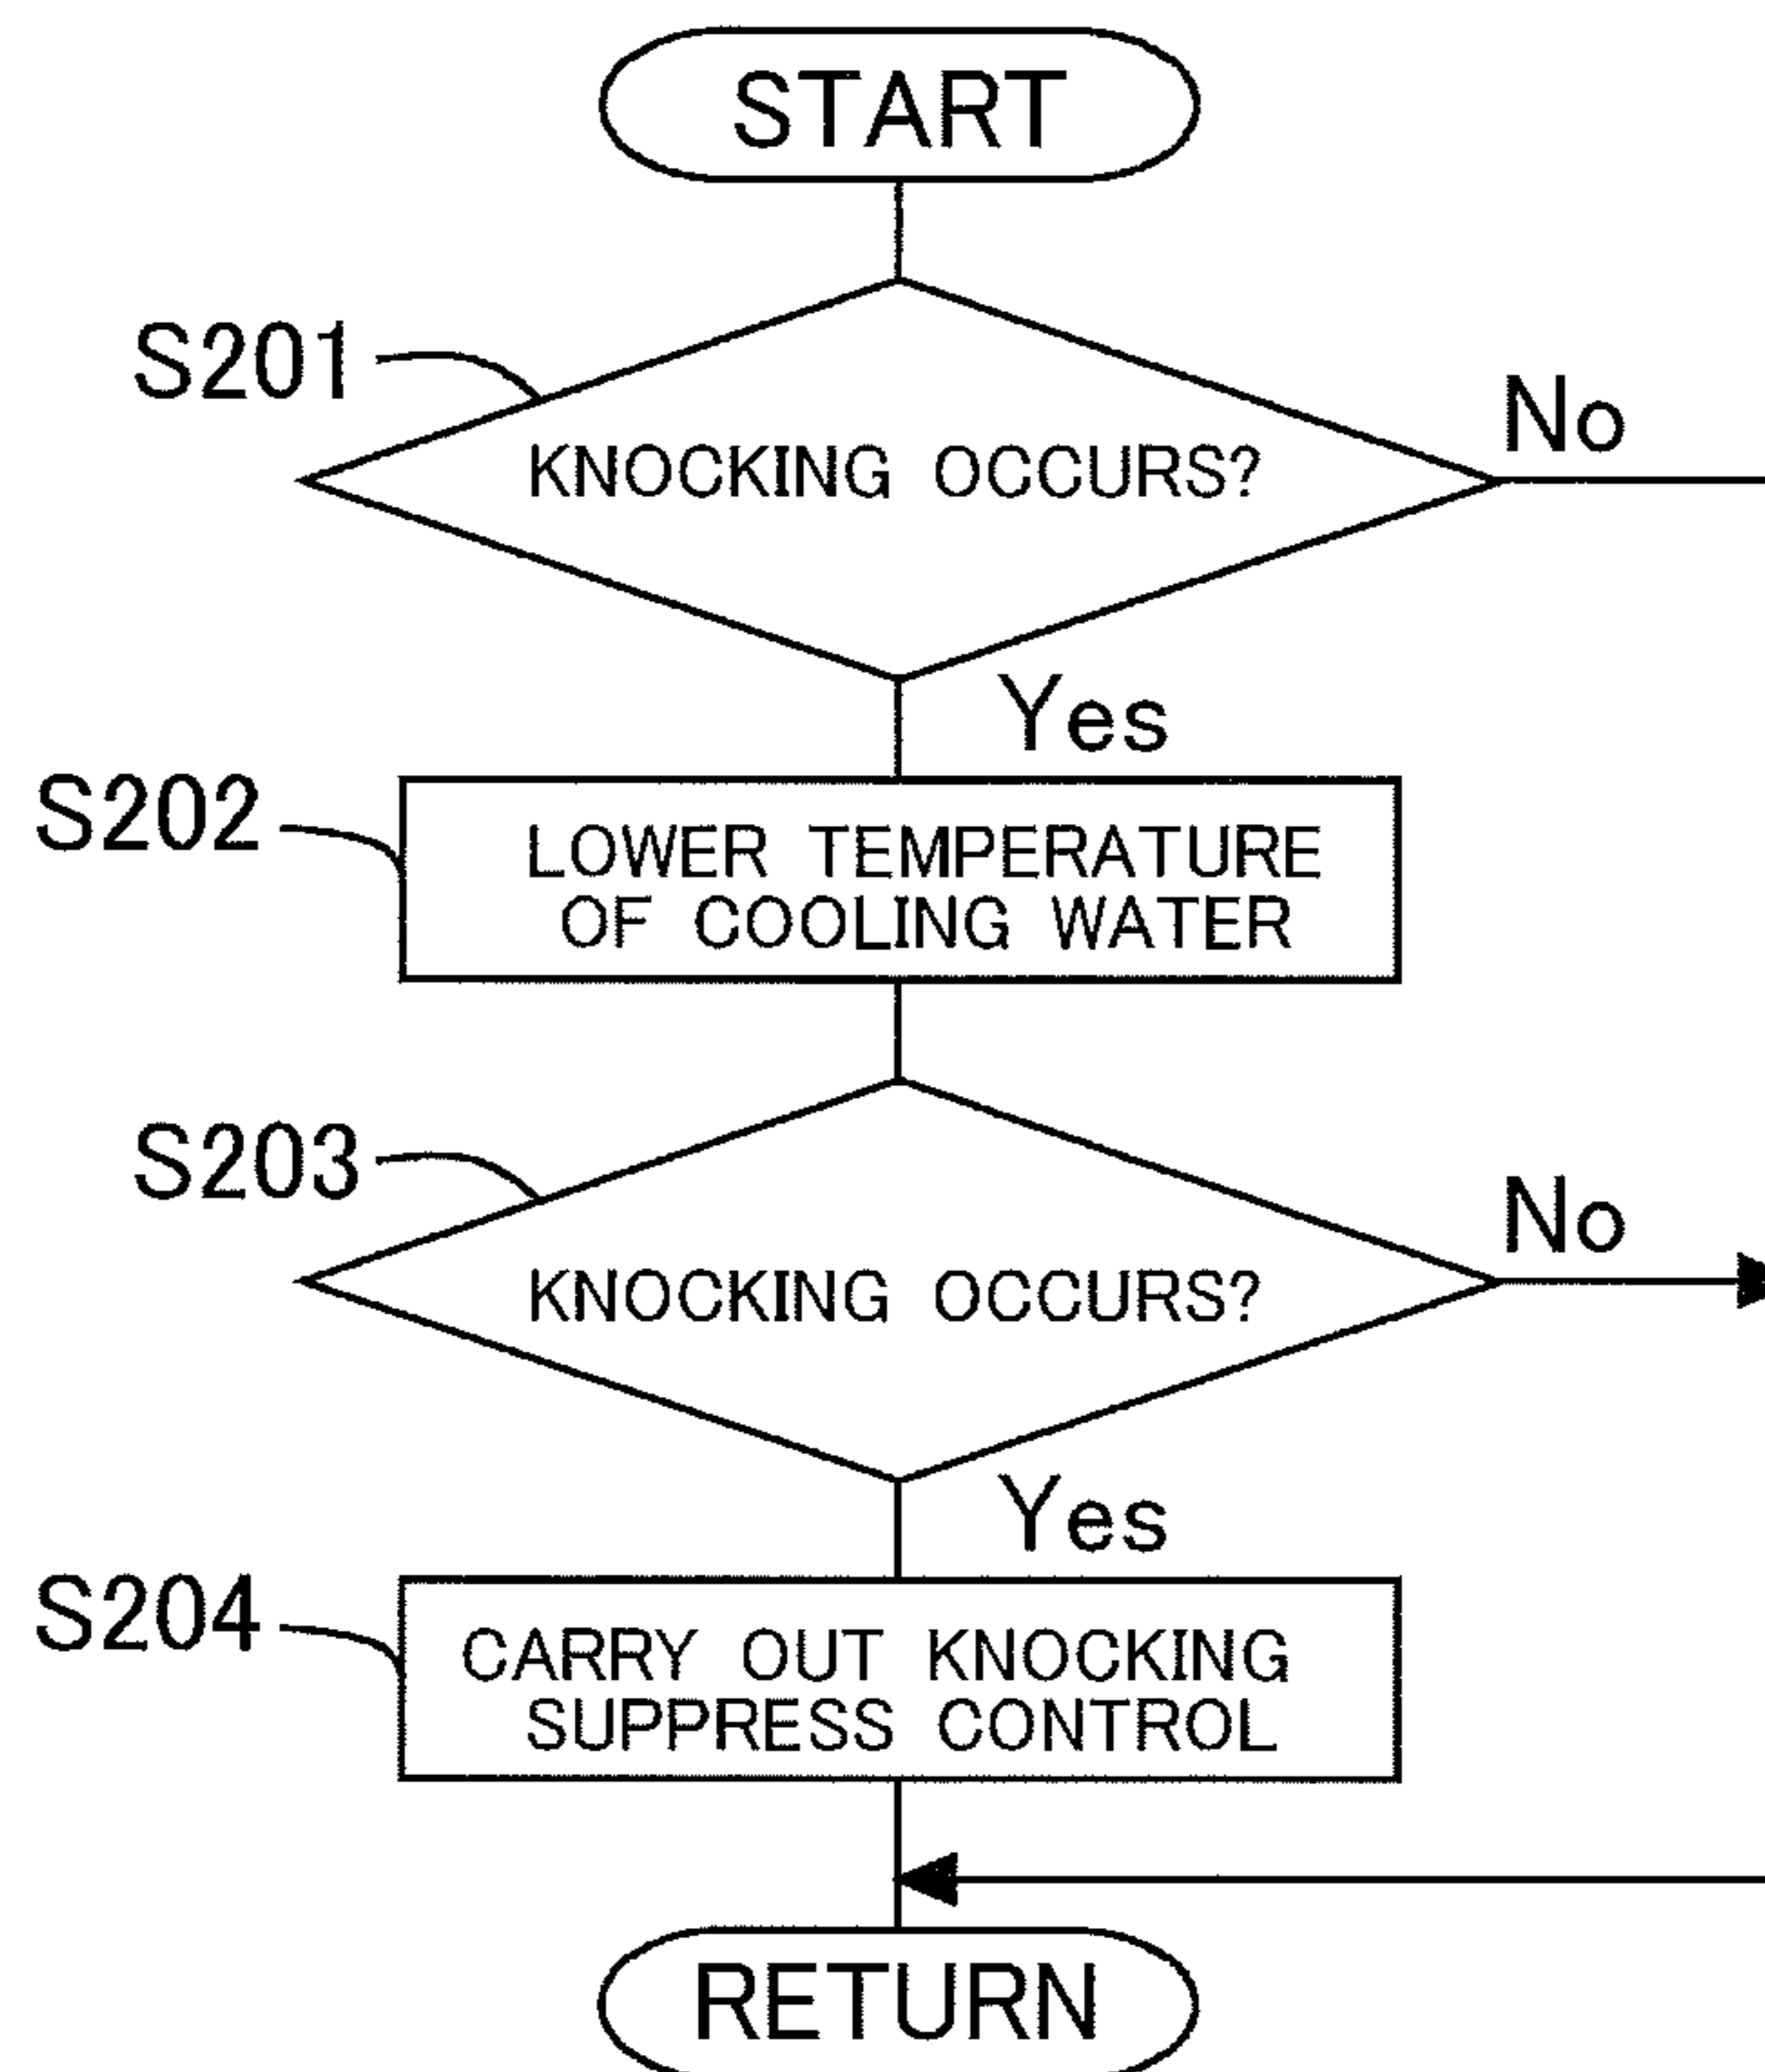 START
S201
KNOCKING OCCURS?
No
Yes
S202
LOWER TEMPERATURE
OF COOLING WATER
S203
KNOCKING OCCURS?
No
Yes
S204
CARRY OUT KNOCKING
SUPPRESS CONTROL
RETURN